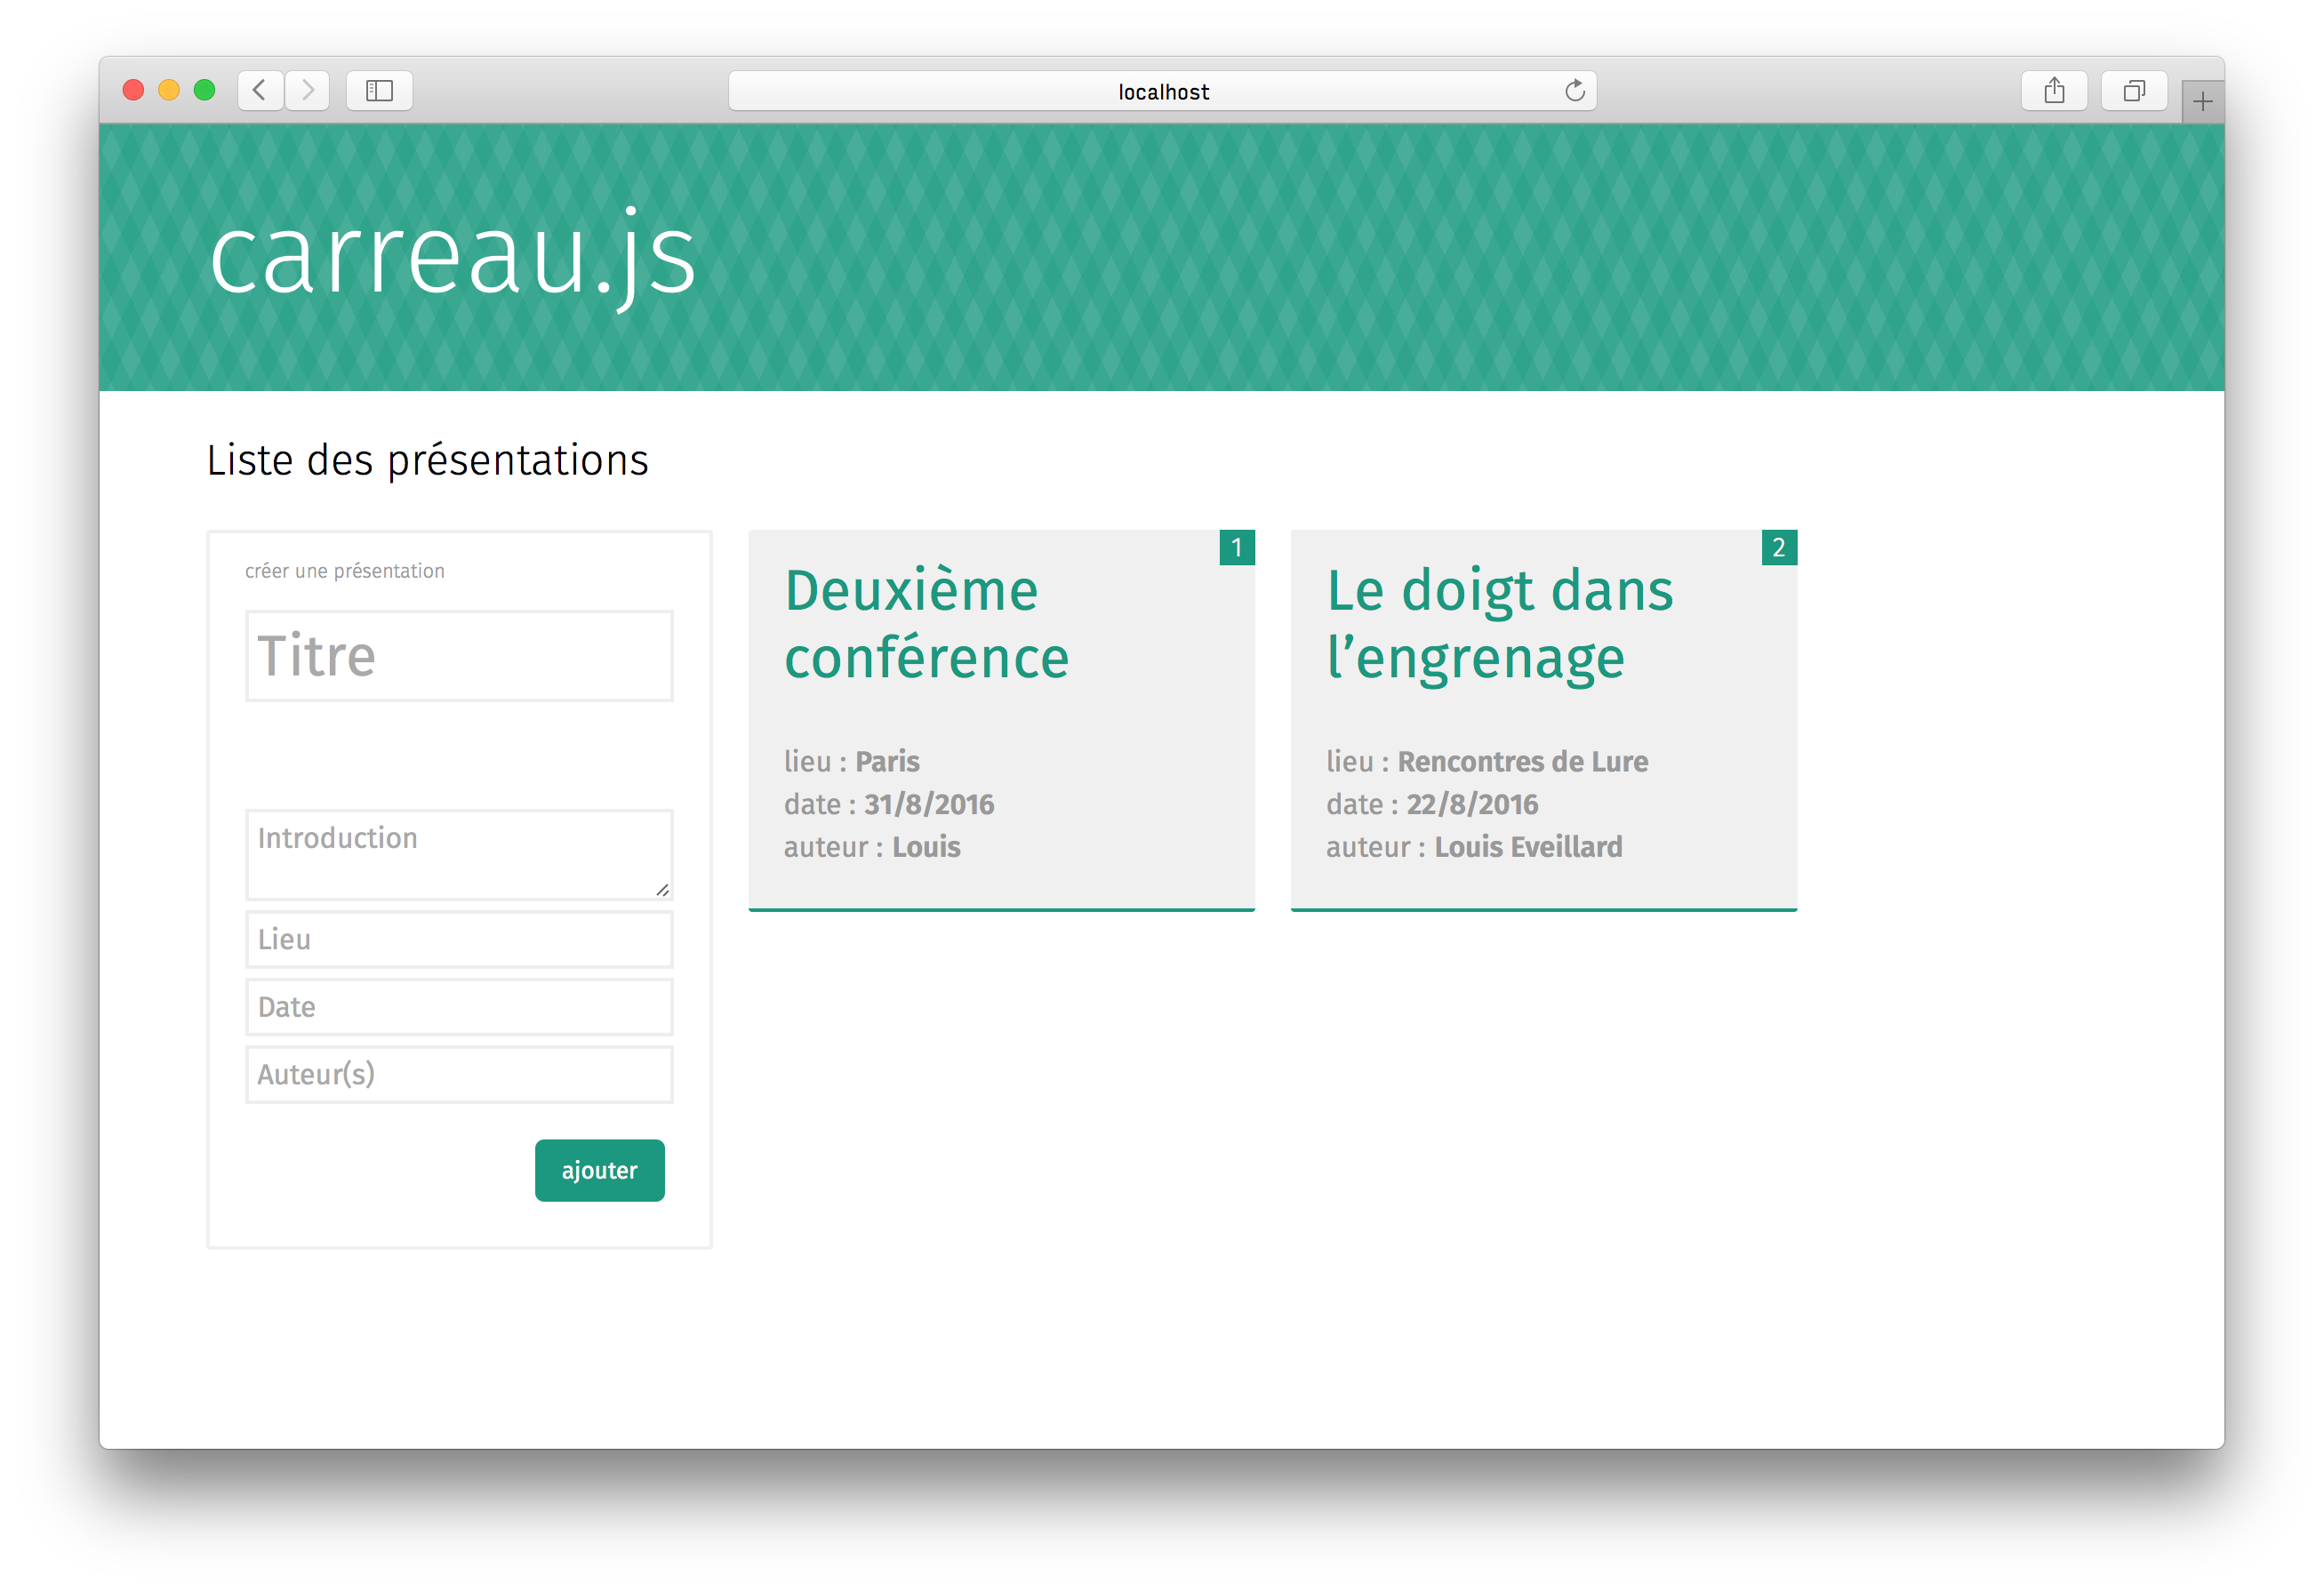 localhost
carreau.js
Liste des présentations
créer une présentation
Titre
Introduction
Lieu
Date
Auteur(s)
ajouter
1
Deuxième
conférence
lieu : Paris
date : 31/8/2016
auteur : Louis
2
Le doigt dans
l’engrenage
lieu : Rencontres de Lure
date : 22/8/2016
auteur : Louis Eveillard